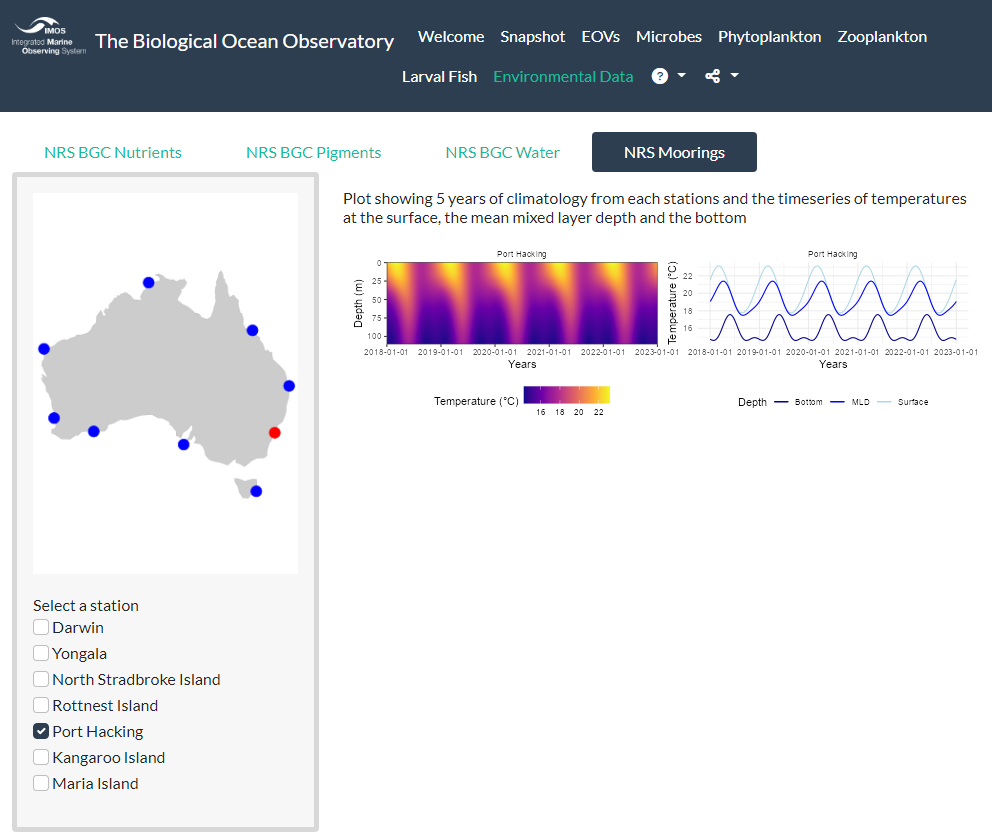 IMOS
Integrated Marine
Observing System
The Biological Ocean Observatory
Welcome Snapshot EOVs Microbes Phytoplankton Zooplankton
Larval Fish Environmental Data ?
NRS BGC Nutrients NRS BGC Pigments NRS BGC Water NRS Moorings
Plot showing 5 years of climatology from each stations and the timeseries of temperatures
at the surface, the mean mixed layer depth and the bottom
Port Hacking
0
25
50
75
100
Depth (m)
2018-01-01 2019-01-01 2020-01-01 2021-01-01 2022-01-01 2023-01-01
Years
Temperature (°C)
16 18 20 22
Port Hacking
22
20
18
16
Temperature (°C)
2018-01-01 2019-01-01 2020-01-01 2021-01-01 2022-01-01 2023-01-01
Years
Depth Bottom MLD Surface
Select a station
Darwin
Yongala
North Stradbroke Island
Rottnest Island
Port Hacking
Kangaroo Island
Maria Island